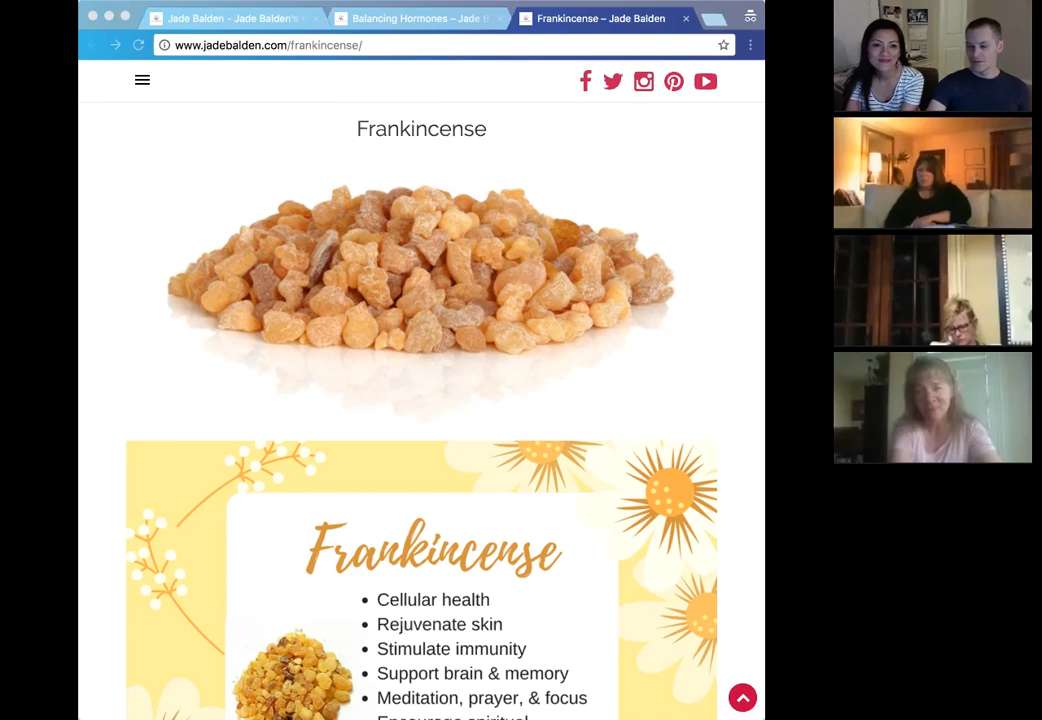 Jade Balden - Jade Balden's
Balancing Hormones – Jade
Frankincense – Jade Balden
www.jadebalden.com/frankincense/
Frankincense
Frankincense
• Cellular health
• Rejuvenate skin
• Stimulate immunity
• Support brain & memory
• Meditation, prayer, & focus